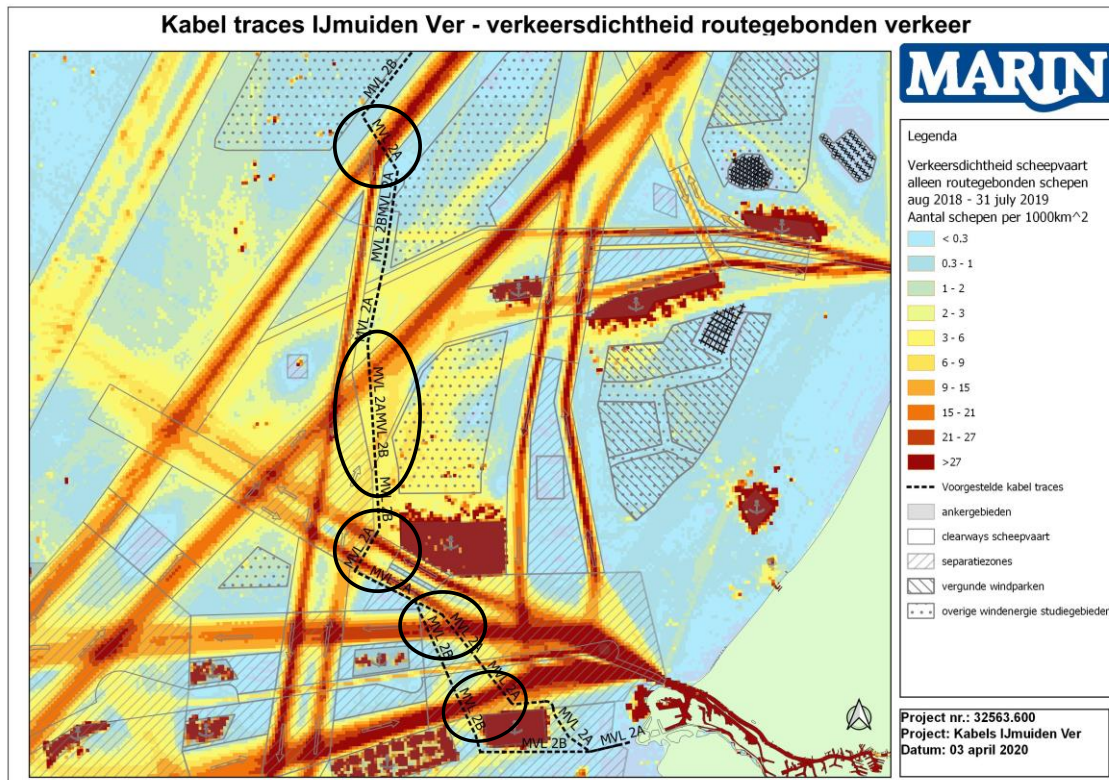 Kabel traces IJmuiden Ver - verkeersdichtheid routegebonden verkeer
MARIN
Legenda
Verkeersdichtheid scheepvaart
alleen routegebonden schepen
aug 2018 - 31 july 2019
Aantal schepen per 1000km^2
< 0.3
0.3 - 1
1 - 2
2 - 3
3 - 6
6 - 9
9 - 15
15 - 21
21 - 27
>27
Voorgestelde kabel traces
ankergebieden
clearways scheepvaart
separatiezones
vergunde windparken
overige windenergie studiegebieden
Project nr.: 32563.600
Project: Kabels IJmuiden Ver
Datum: 03 april 2020
MVL 2B
MVL 2A
MVL 2BMVL 2A
MVL 2A
MVL 2AMVL 2B
MVL 2B
MVL 2A
MVL 2A
MVL 2B
MVL 2A
MVL 2A
MVL 2B
MVL 2B
MVL 2A
MVL 2A